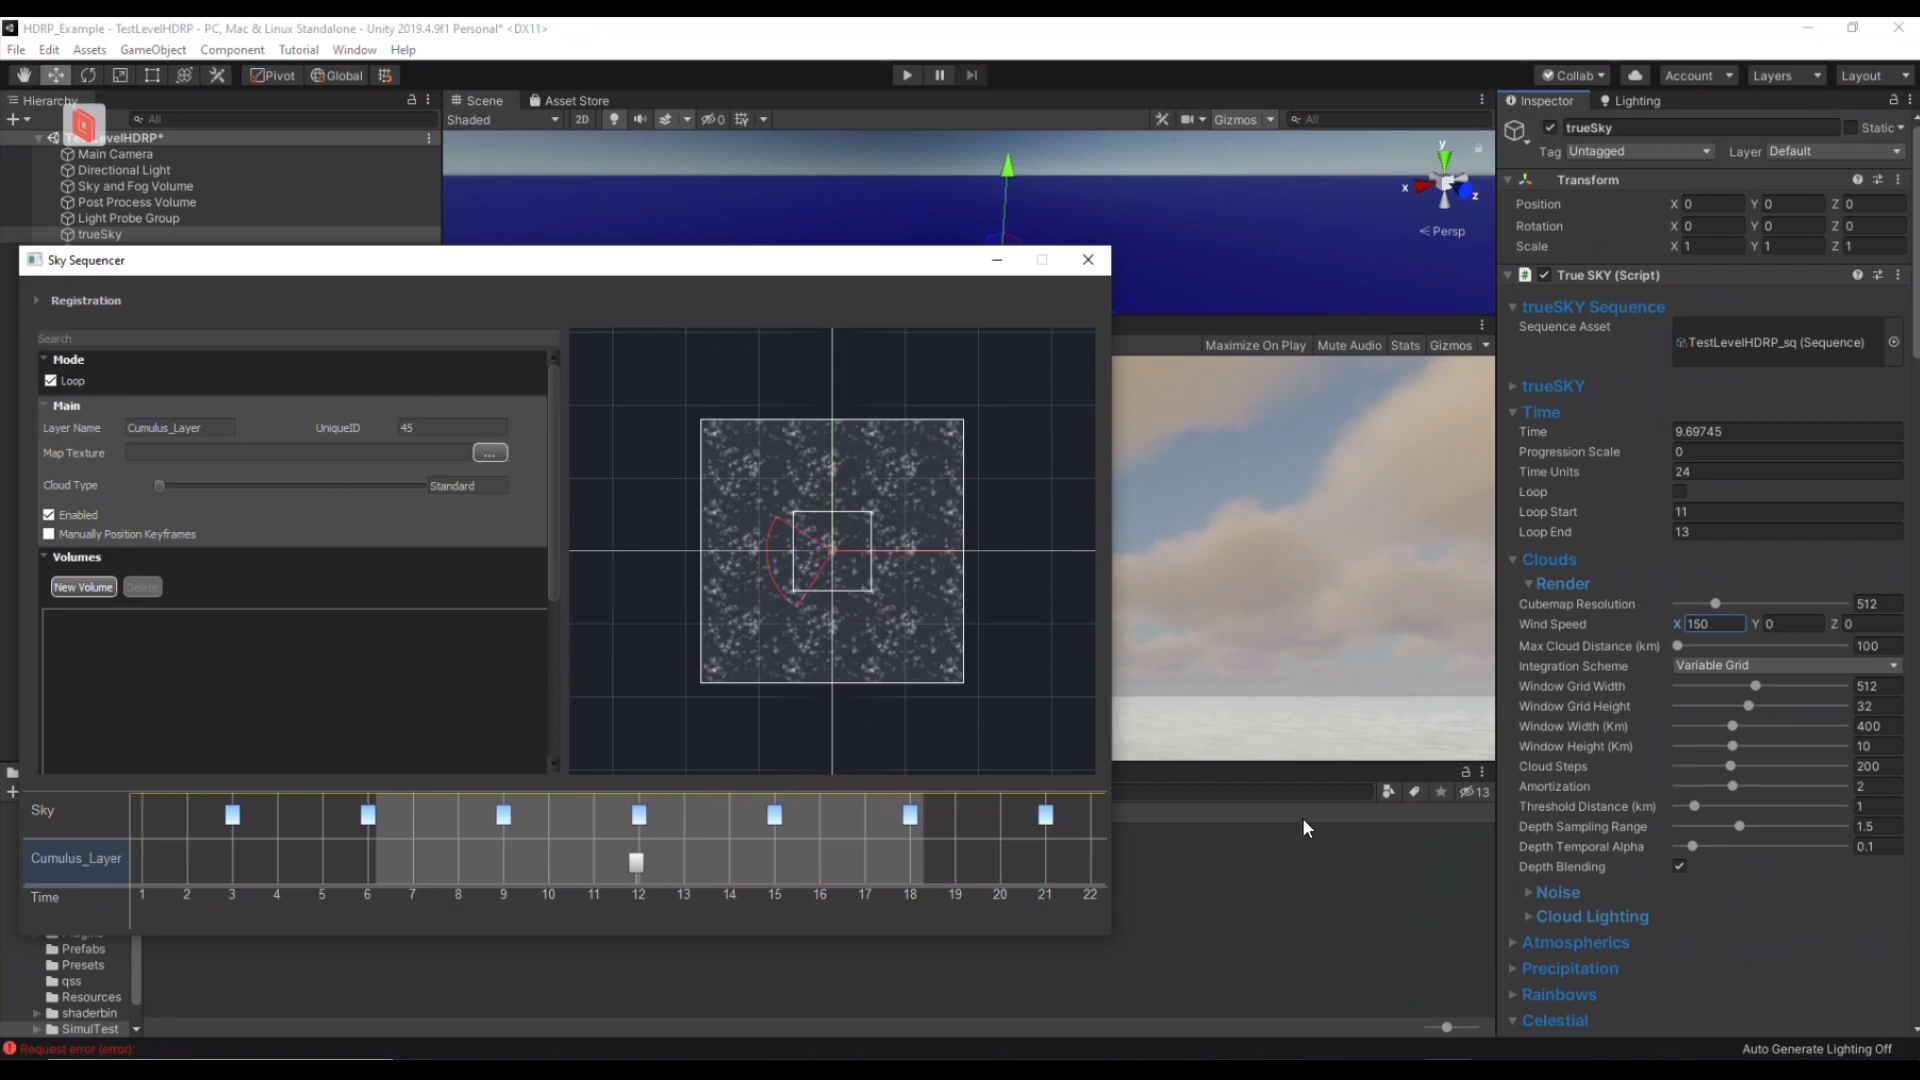 HDRP_Example - TestLevelHDRP - PC, Mac & Linux Standalone - Unity 2019.4.9f1 Personal* <DX11>
File Edit Assets GameObject Component Tutorial Window Help
Pivot Global Collab Account Layers Layout
Hierarchy
All
LevelHDRP*
Main Camera
Directional Light
Sky and Fog Volume
Post Process Volume
Light Probe Group
trueSky
Scene Asset Store
Shaded 2D 0 Gizmos All
y
x
z
Persp
Sky Sequencer
Registration
Search
Mode
Loop
Main
Layer Name Cumulus_Layer UniqueID 45
Map Texture ...
Cloud Type Standard
Enabled
Manually Position Keyframes
Volumes
New Volume Delete
Sky
Cumulus_Layer
Time 1 2 3 4 5 6 7 8 9 10 11 12 13 14 15 16 17 18 19 20 21 22
Maximize On Play Mute Audio Stats Gizmos
13
Prefabs
Presets
qss
Resources
shaderbin
SimulTest
Request error (error):
Inspector Lighting
trueSky Static
Tag Untagged Layer Default
Transform
Position X 0 Y 0 Z 0
Rotation X 0 Y 0 Z 0
Scale X 1 Y 1 Z 1
True SKY (Script)
trueSKY Sequence
Sequence Asset TestLevelHDRP_sq (Sequence)
trueSKY
Time
Time 9.69745
Progression Scale 0
Time Units 24
Loop
Loop Start 11
Loop End 13
Clouds
Render
Cubemap Resolution 512
Wind Speed X 150 Y 0 Z 0
Max Cloud Distance (km) 100
Integration Scheme Variable Grid
Window Grid Width 512
Window Grid Height 32
Window Width (Km) 400
Window Height (Km) 10
Cloud Steps 200
Amortization 2
Threshold Distance (km) 1
Depth Sampling Range 1.5
Depth Temporal Alpha 0.1
Depth Blending
Noise
Cloud Lighting
Atmospherics
Precipitation
Rainbows
Celestial
Auto Generate Lighting Off